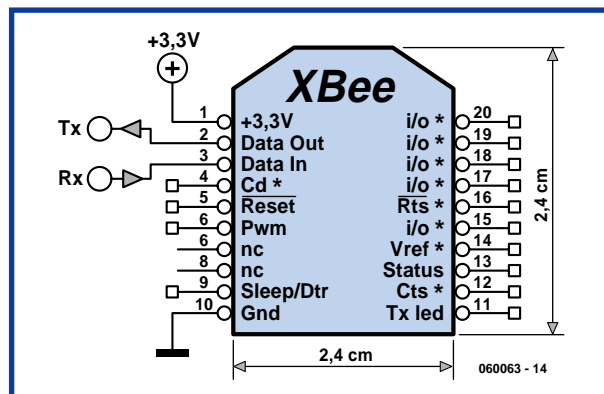 +3,3V
XBee
1 +3,3V i/o * 20
Tx 2 Data Out i/o * 19
Rx 3 Data In i/o * 18
4 Cd * i/o * 17
5 Reset Rts * 16
6 Pwm i/o * 15
6 nc Vref * 14
8 nc Status 13
9 Sleep/Dtr Cts * 12
10 Gnd Tx led 11
2,4 cm
2,4 cm
060063 - 14